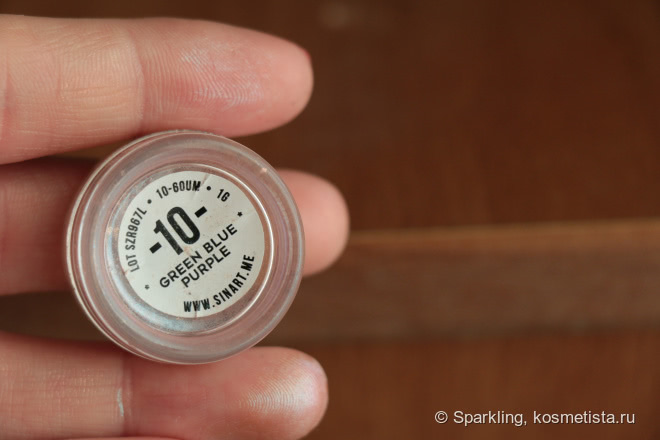 LOT SZR967L • 10-60UM • 1G
-10-
* GREEN BLUE *
PURPLE
WWW.SINART.ME
© Sparkling, kosmetista.ru